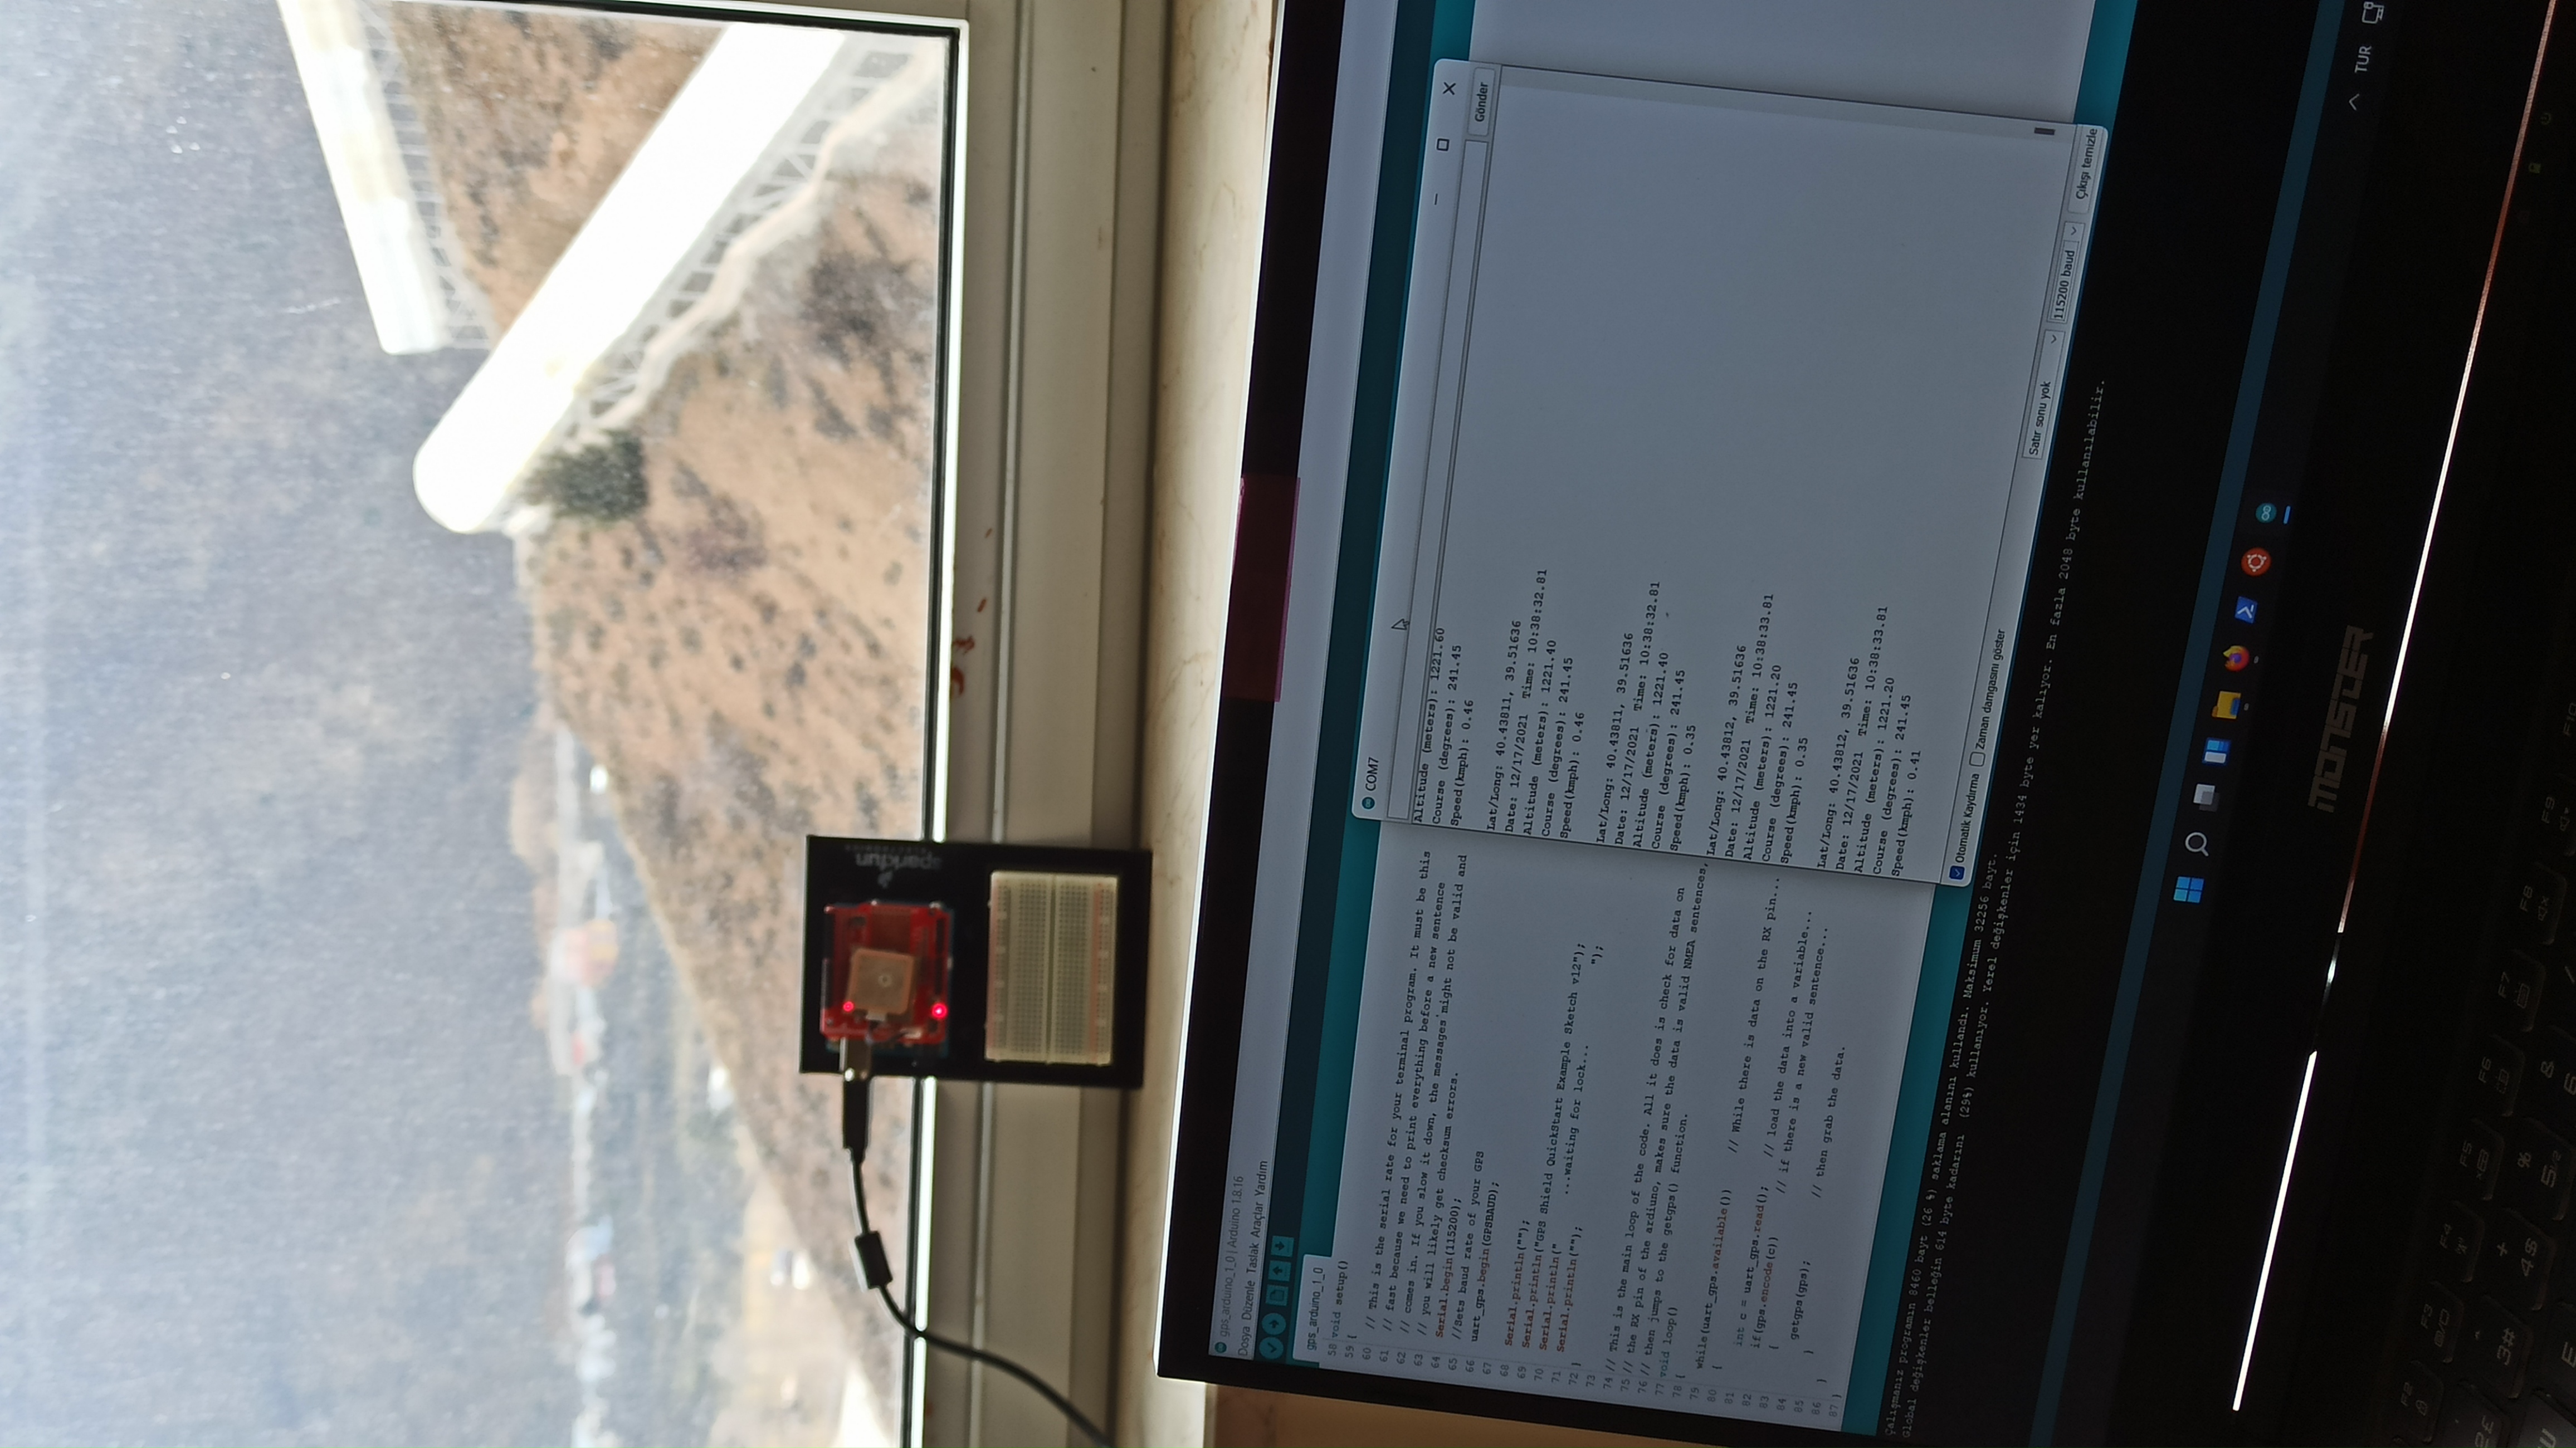 sparkfun
gps_arduino_1_0 | Arduino 1.8.16
Dosya Düzenle Taslak Araçlar Yardım
gps_arduino_1_0
58 void setup()
59 {
60 // This is the serial rate for your terminal program. It must be this
61 // fast because we need to print everything before a new sentence
62 // comes in. If you slow it down, the messages might not be valid and
63 // you will likely get checksum errors.
64 Serial.begin(115200);
65 //Sets baud rate of your GPS
66 uart_gps.begin(GPSBAUD);
67
68 Serial.println("");
69 Serial.println("GPS Shield QuickStart Example Sketch v12");
70 Serial.println(" ...waiting for lock... ");
71 Serial.println("");
72 }
73
74 // This is the main loop of the code. All it does is check for data on
75 // the RX pin of the ardiuno, makes sure the data is valid NMEA sentences,
76 // then jumps to the getgps() function.
77 void loop()
78 {
79 while(uart_gps.available()) // While there is data on the RX pin...
80 {
81 int c = uart_gps.read(); // load the data into a variable...
82 if(gps.encode(c)) // if there is a new valid sentence...
83 {
84 getgps(gps); // then grab the data.
85 }
86 }
87 }
COM7
Gönder
Altitude (meters): 1221.60
Course (degrees): 241.45
Speed(kmph): 0.46
Lat/Long: 40.43811, 39.51636
Date: 12/17/2021 Time: 10:38:32.81
Altitude (meters): 1221.40
Course (degrees): 241.45
Speed(kmph): 0.46
Lat/Long: 40.43811, 39.51636
Date: 12/17/2021 Time: 10:38:32.81
Altitude (meters): 1221.40
Course (degrees): 241.45
Speed(kmph): 0.35
Lat/Long: 40.43812, 39.51636
Date: 12/17/2021 Time: 10:38:33.81
Altitude (meters): 1221.20
Course (degrees): 241.45
Speed(kmph): 0.35
Lat/Long: 40.43812, 39.51636
Date: 12/17/2021 Time: 10:38:33.81
Altitude (meters): 1221.20
Course (degrees): 241.45
Speed(kmph): 0.41
Otomatik Kaydırma Zaman damgasını göster
Satır sonu yok 115200 baud Çıkışı temizle
Çalışmanız programın 8460 bayt (26 %) saklama alanını kullandı. Maksimum 32256 bayt.
Global değişkenler belleğin 614 byte kadarını (29%) kullanıyor. Yerel değişkenler için 1434 byte yer kalıyor. En fazla 2048 byte kullanılabilir.
TUR
MONSTER
F2 F3 F4 F5 F6 F7 F8 F9 F10
2£ 3# 4$ 5 % 6 &
E